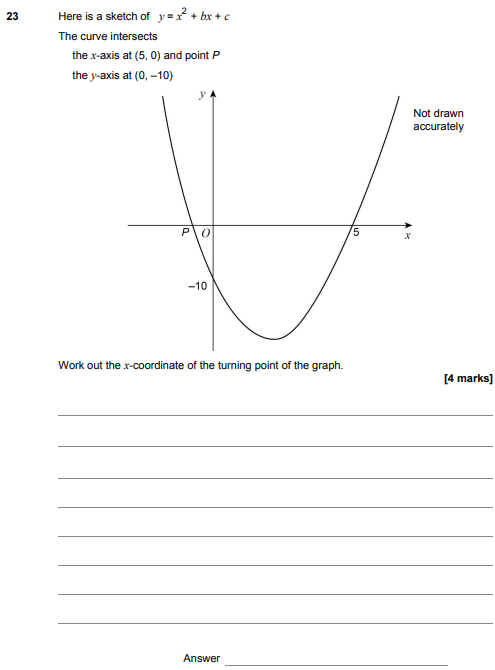 23 Here is a sketch of y = x² + bx + c
The curve intersects
the x-axis at (5, 0) and point P
the y-axis at (0, –10)
y
Not drawn
accurately
P O 5 x
–10
Work out the x-coordinate of the turning point of the graph.
[4 marks]
Answer